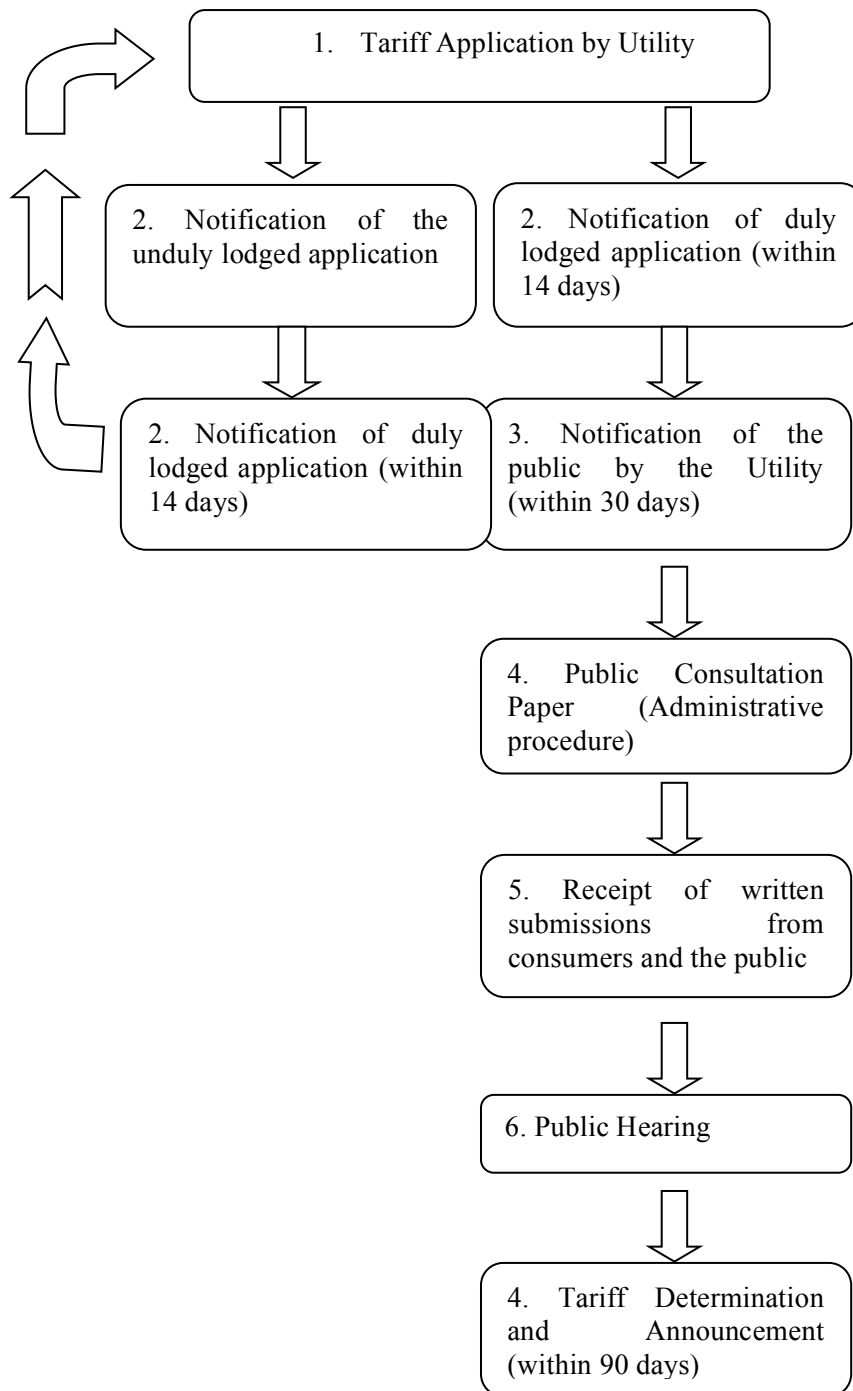 1. Tariff Application by Utility
2. Notification of the
unduly lodged application
2. Notification of duly
lodged application (within
14 days)
2. Notification of duly
lodged application (within
14 days)
3. Notification of the
public by the Utility
(within 30 days)
4. Public Consultation
Paper (Administrative
procedure)
5. Receipt of written
submissions from
consumers and the public
6. Public Hearing
4. Tariff Determination
and Announcement
(within 90 days)